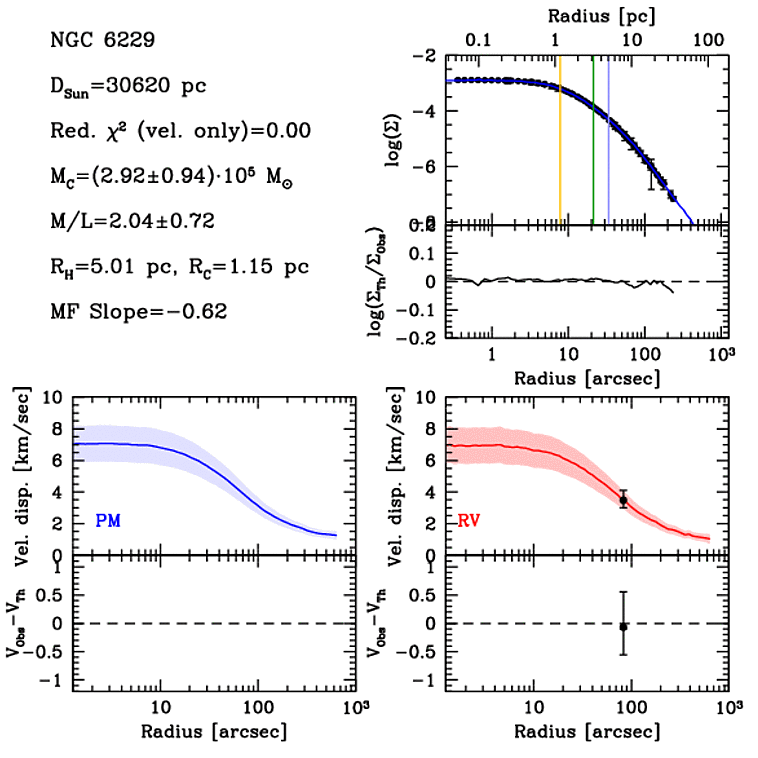 NGC 6229
D_Sun=30620 pc
Red. χ² (vel. only)=0.00
M_C=(2.92±0.94)·10⁵ M_⊙
M/L=2.04±0.72
R_H=5.01 pc, R_C=1.15 pc
MF Slope=−0.62
Radius [pc]
0.1 1 10 100
log(Σ)
−2
−4
−6
−8
log(Σ_Th/Σ_Obs)
0.2
0.1
0
−0.1
−0.2
1 10 100 10³
Radius [arcsec]
Vel. disp. [km/sec]
10
8
6
4
2
0
PM
V_Obs−V_Th
1
0.5
0
−0.5
−1
10 100 10³
Radius [arcsec]
Vel. disp. [km/sec]
10
8
6
4
2
0
RV
V_Obs−V_Th
1
0.5
0
−0.5
−1
10 100 10³
Radius [arcsec]